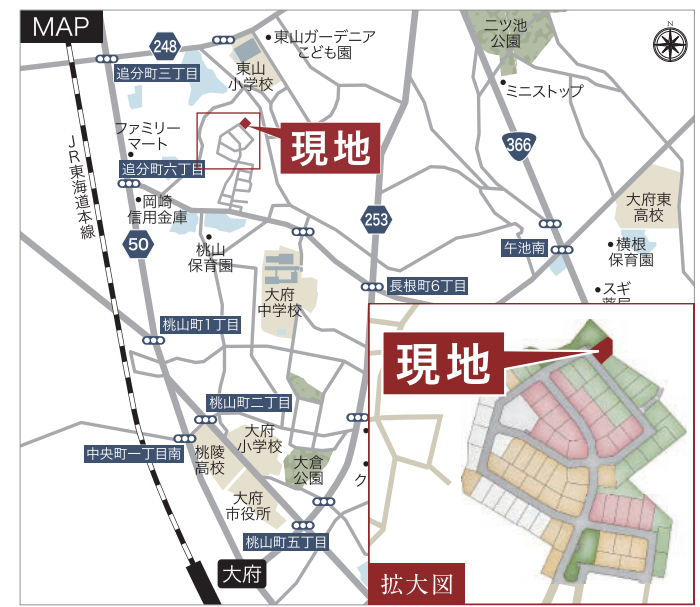 MAP
248
東山ガーデニア
こども園
二ツ池
公園
N
追分町三丁目
東山
小学校
ミニストップ
ファミリー
マート
現地
366
JR東海道本線
追分町六丁目
大府東
高校
岡崎
信用金庫
253
50
桃山
保育園
午池南
横根
保育園
大府
中学校
長根町6丁目
スギ
薬局
桃山町1丁目
現地
桃山町二丁目
大府
小学校
中央町一丁目南
桃陵
高校
大倉
公園
ク
大府
市役所
桃山町五丁目
大府
拡大図